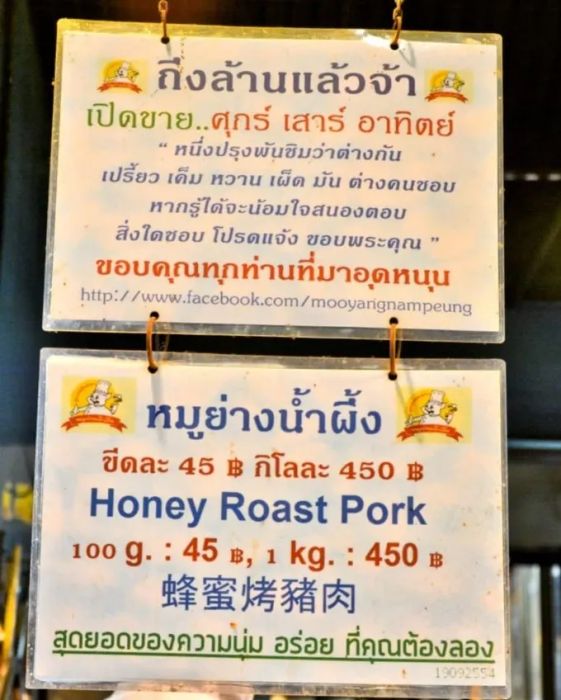 ถึงล้านแล้วจ้า
เปิดขาย..ศุกร์ เสาร์ อาทิตย์
“ หนึ่งปรุงพันชิมว่าต่างกัน
เปรี้ยว เค็ม หวาน เผ็ด มัน ต่างคนชอบ
หากรู้ได้จะน้อมใจสนองตอบ
สิ่งใดชอบ โปรดแจ้ง ขอบพระคุณ ”
ขอบคุณทุกท่านที่มาอุดหนุน
http://www.facebook.com/mooyangnampeung
หมูย่างน้ำผึ้ง
ขีดละ 45 ฿ กิโลละ 450 ฿
Honey Roast Pork
100 g. : 45 ฿, 1 kg. : 450 ฿
蜂蜜烤豬肉
สุดยอดของความนุ่ม อร่อย ที่คุณต้องลอง
19092554